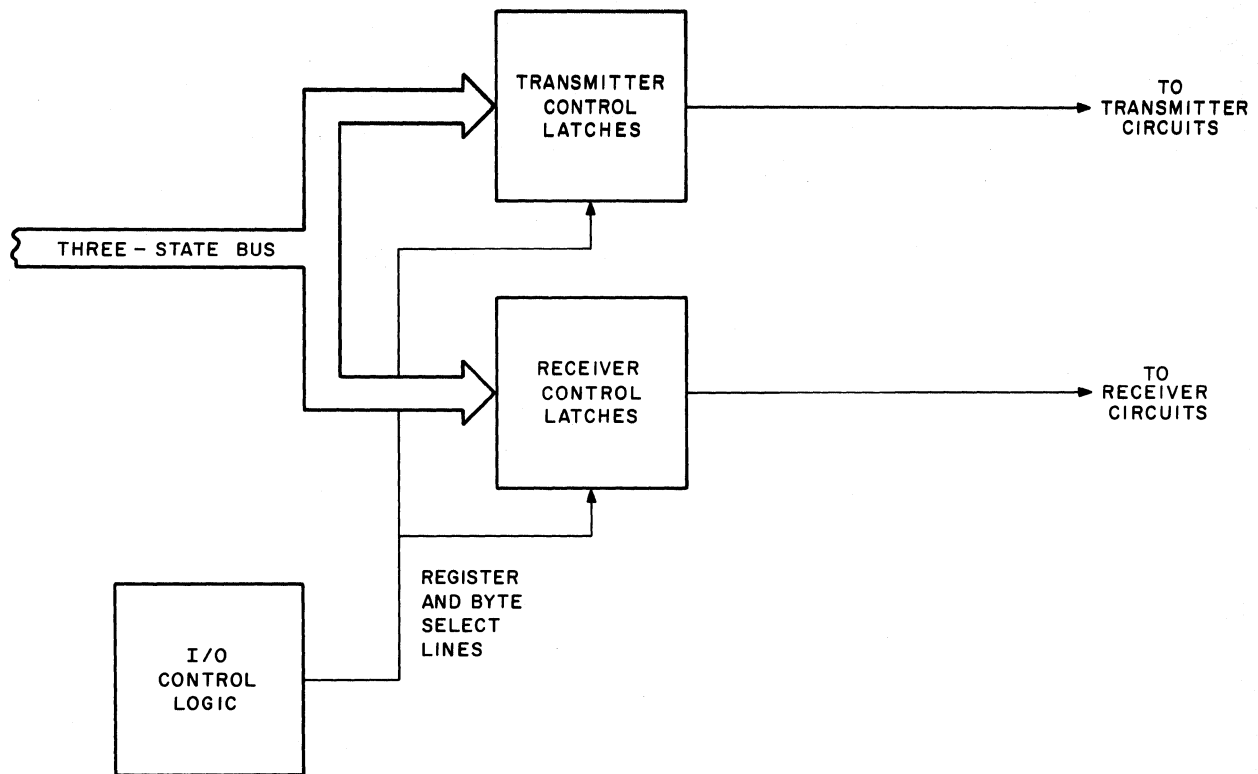 TRANSMITTER
CONTROL
LATCHES
TO
TRANSMITTER
CIRCUITS
THREE - STATE BUS
RECEIVER
CONTROL
LATCHES
TO
RECEIVER
CIRCUITS
REGISTER
AND BYTE
SELECT
LINES
I/O
CONTROL
LOGIC